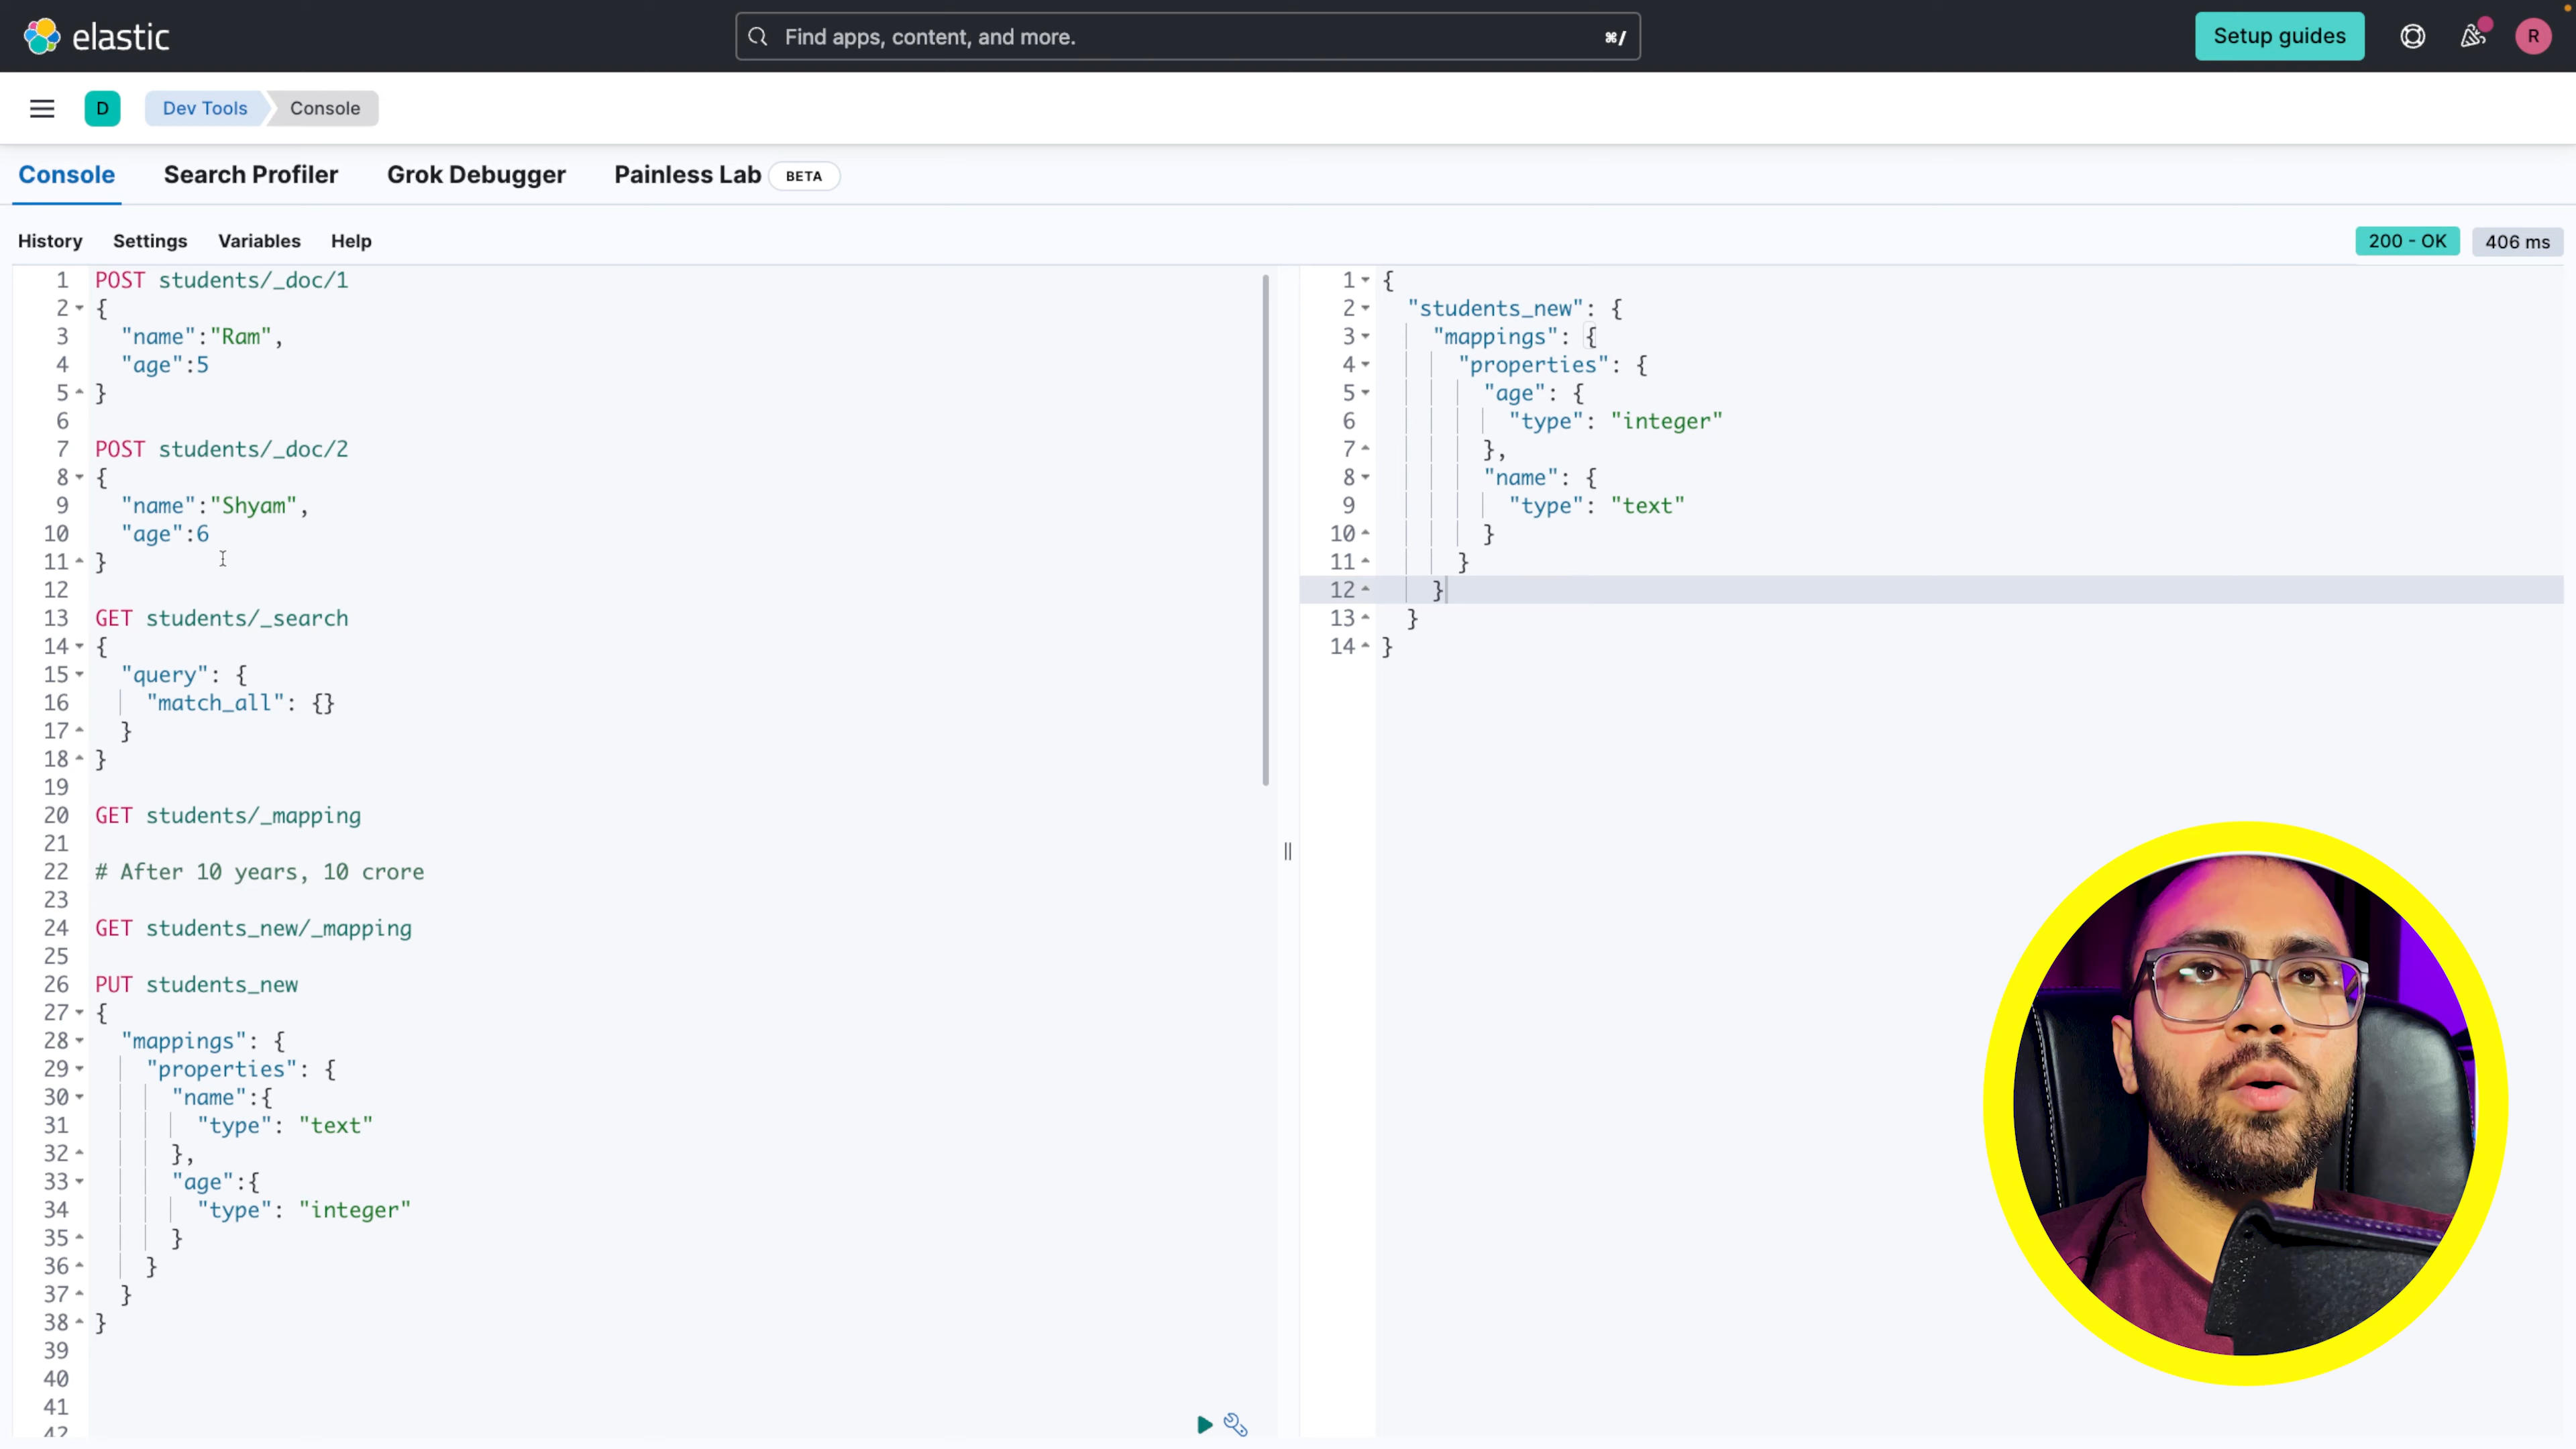 elastic
Find apps, content, and more.
⌘/
Setup guides
R
D
Dev Tools
Console
Console
Search Profiler
Grok Debugger
Painless Lab
BETA
History
Settings
Variables
Help
200 - OK
406 ms
1 POST students/_doc/1
2 {
3 "name":"Ram",
4 "age":5
5 }
6
7 POST students/_doc/2
8 {
9 "name":"Shyam",
10 "age":6
11 }
12
13 GET students/_search
14 {
15 "query": {
16 "match_all": {}
17 }
18 }
19
20 GET students/_mapping
21
22 # After 10 years, 10 crore
23
24 GET students_new/_mapping
25
26 PUT students_new
27 {
28 "mappings": {
29 "properties": {
30 "name":{
31 "type": "text"
32 },
33 "age":{
34 "type": "integer"
35 }
36 }
37 }
38 }
39
40
41
42
1 {
2 "students_new": {
3 "mappings": {
4 "properties": {
5 "age": {
6 "type": "integer"
7 },
8 "name": {
9 "type": "text"
10 }
11 }
12 }
13 }
14 }